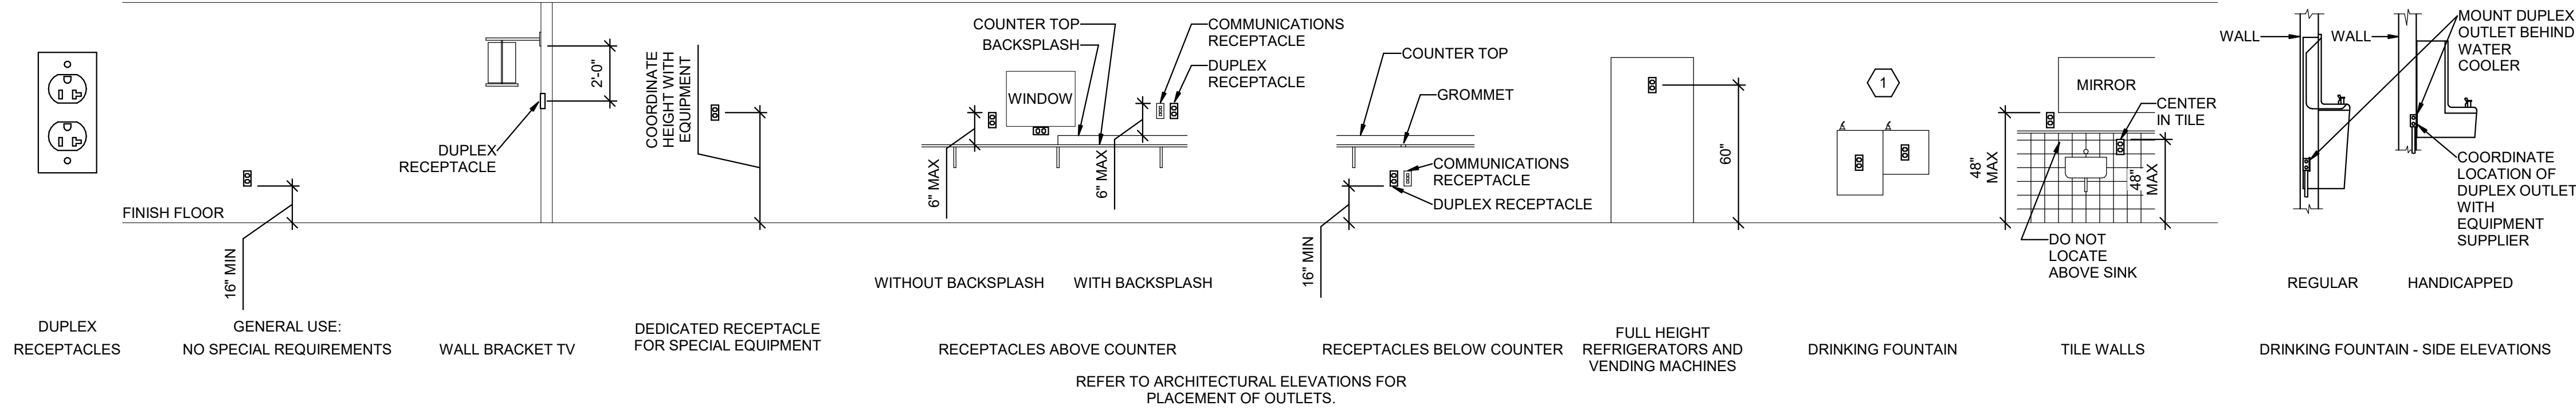 DUPLEX
RECEPTACLES
FINISH FLOOR
16" MIN
GENERAL USE:
NO SPECIAL REQUIREMENTS
2'-0"
DUPLEX
RECEPTACLE
WALL BRACKET TV
COORDINATE
HEIGHT WITH
EQUIPMENT
DEDICATED RECEPTACLE
FOR SPECIAL EQUIPMENT
COUNTER TOP
BACKSPLASH
WINDOW
COMMUNICATIONS
RECEPTACLE
DUPLEX
RECEPTACLE
6" MAX
6" MAX
WITHOUT BACKSPLASH
WITH BACKSPLASH
RECEPTACLES ABOVE COUNTER
COUNTER TOP
GROMMET
COMMUNICATIONS
RECEPTACLE
DUPLEX RECEPTACLE
16" MIN
RECEPTACLES BELOW COUNTER
REFER TO ARCHITECTURAL ELEVATIONS FOR
PLACEMENT OF OUTLETS.
60"
FULL HEIGHT
REFRIGERATORS AND
VENDING MACHINES
1
DRINKING FOUNTAIN
MIRROR
CENTER
IN TILE
48"
MAX
48"
MAX
DO NOT
LOCATE
ABOVE SINK
TILE WALLS
WALL
WALL
MOUNT DUPLEX
OUTLET BEHIND
WATER
COOLER
COORDINATE
LOCATION OF
DUPLEX OUTLET
WITH
EQUIPMENT
SUPPLIER
REGULAR
HANDICAPPED
DRINKING FOUNTAIN - SIDE ELEVATIONS